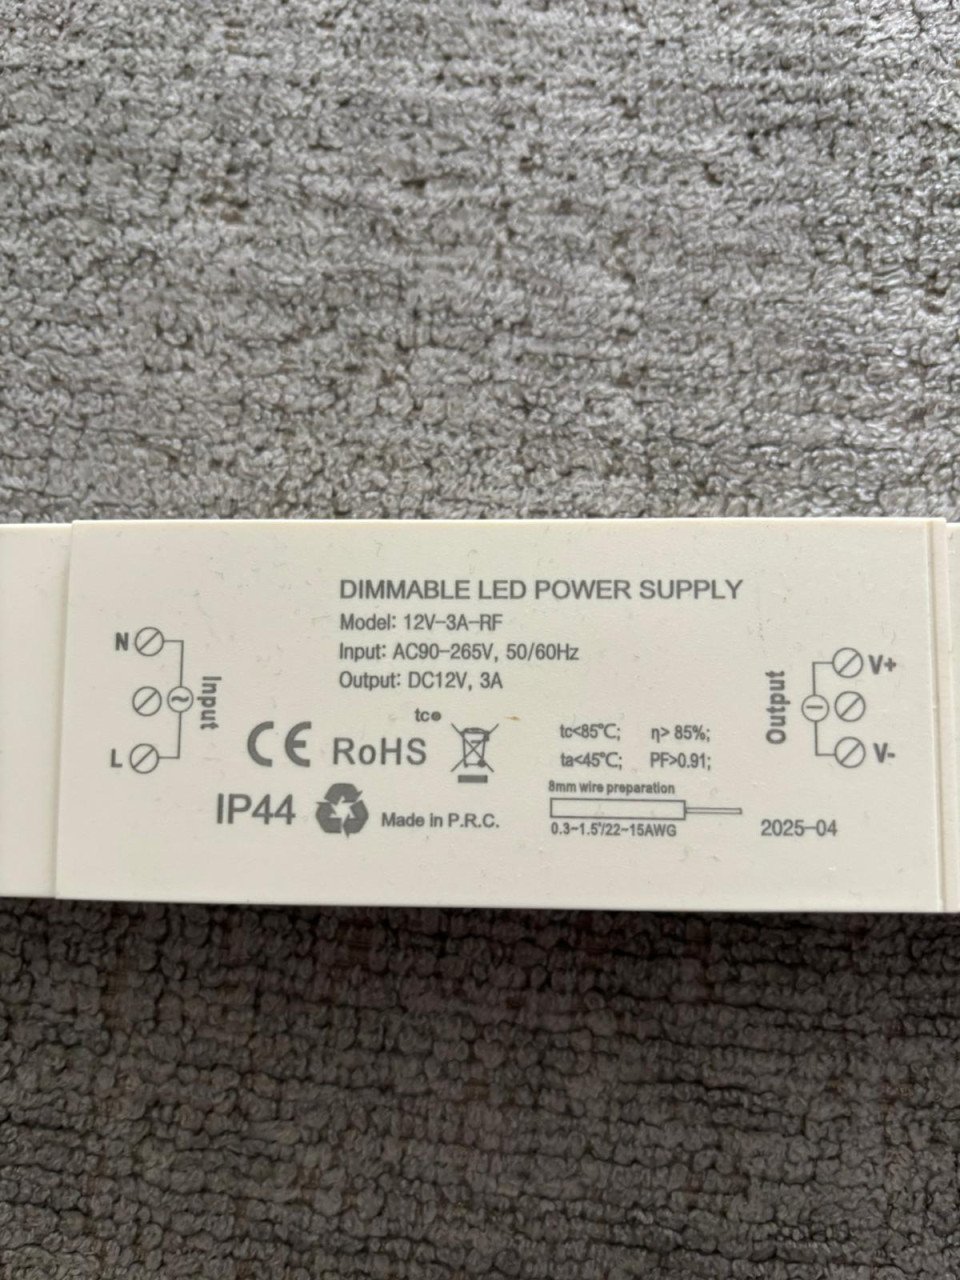 DIMMABLE LED POWER SUPPLY
Model: 12V-3A-RF
Input: AC90-265V, 50/60Hz
Output: DC12V, 3A
N
L
Input
tc
CE RoHS
IP44
Made in P.R.C.
tc<85℃; η> 85%;
ta<45℃; PF>0.91;
8mm wire preparation
0.3~1.5²/22~15AWG
2025-04
Output
V+
V-